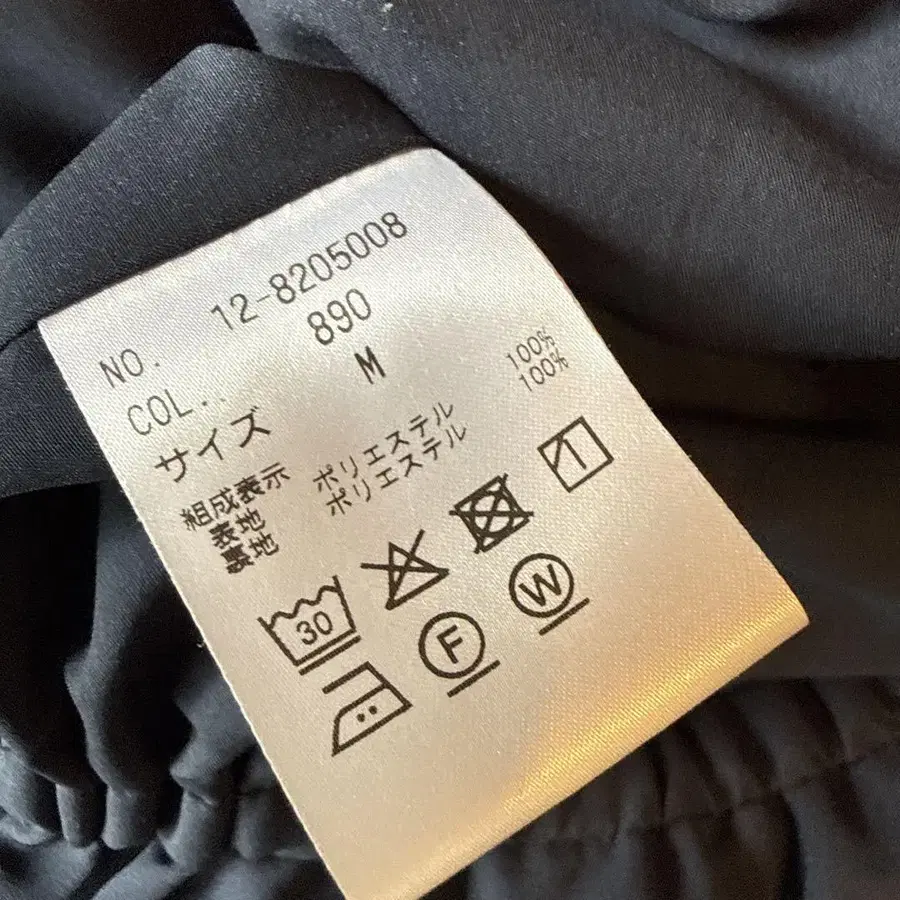 NO. 12-8205008
COL.. 890
サイズ M
組成表示
表地 ポリエステル 100%
裏地 ポリエステル 100%
30
F W